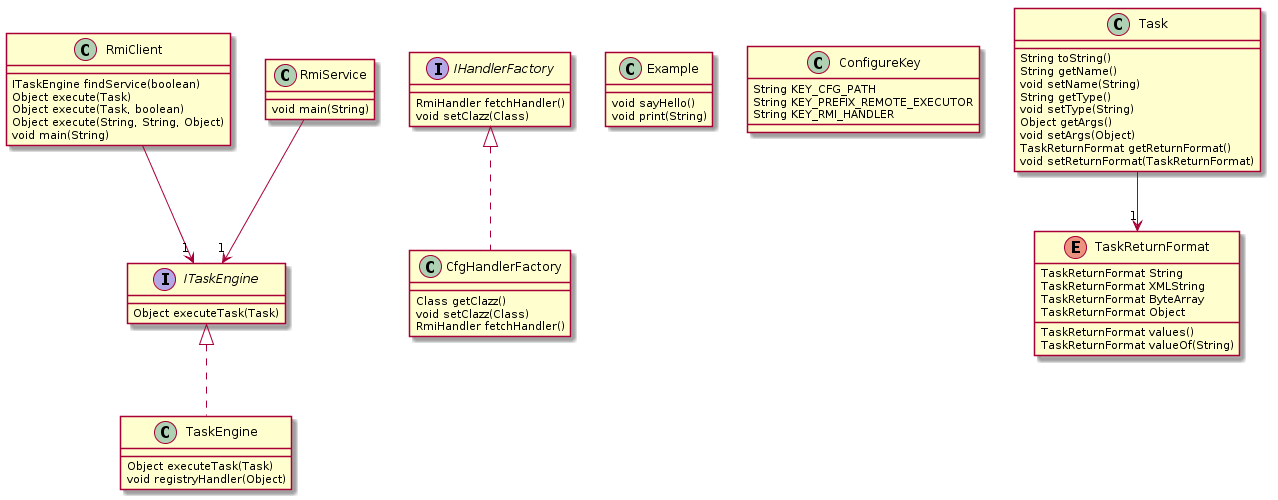 C RmiClient
ITaskEngine findService(boolean)
Object execute(Task)
Object execute(Task, boolean)
Object execute(String, String, Object)
void main(String)
C RmiService
void main(String)
I IHandlerFactory
RmiHandler fetchHandler()
void setClazz(Class)
C Example
void sayHello()
void print(String)
C ConfigureKey
String KEY_CFG_PATH
String KEY_PREFIX_REMOTE_EXECUTOR
String KEY_RMI_HANDLER
C Task
String toString()
String getName()
void setName(String)
String getType()
void setType(String)
Object getArgs()
void setArgs(Object)
TaskReturnFormat getReturnFormat()
void setReturnFormat(TaskReturnFormat)
1
1
1
I ITaskEngine
Object executeTask(Task)
C CfgHandlerFactory
Class getClazz()
void setClazz(Class)
RmiHandler fetchHandler()
E TaskReturnFormat
TaskReturnFormat String
TaskReturnFormat XMLString
TaskReturnFormat ByteArray
TaskReturnFormat Object
TaskReturnFormat values()
TaskReturnFormat valueOf(String)
C TaskEngine
Object executeTask(Task)
void registryHandler(Object)